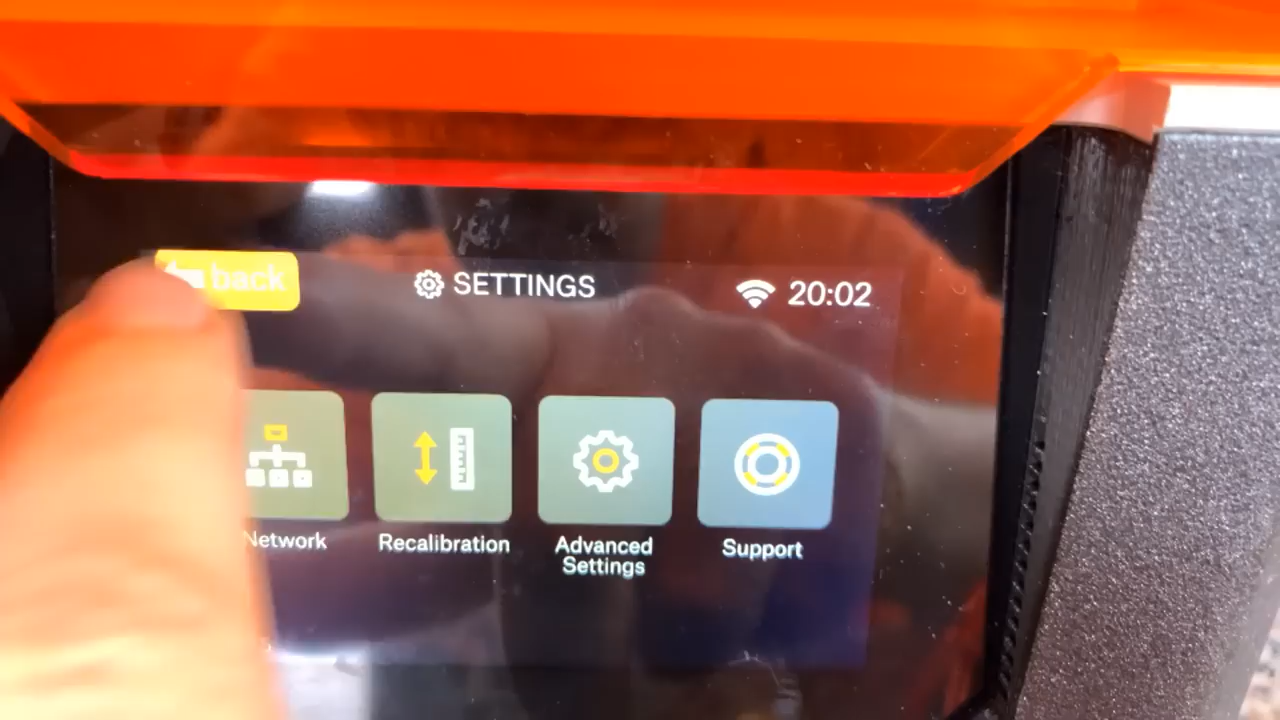 back
SETTINGS
20:02
Network
Recalibration
Advanced
Settings
Support